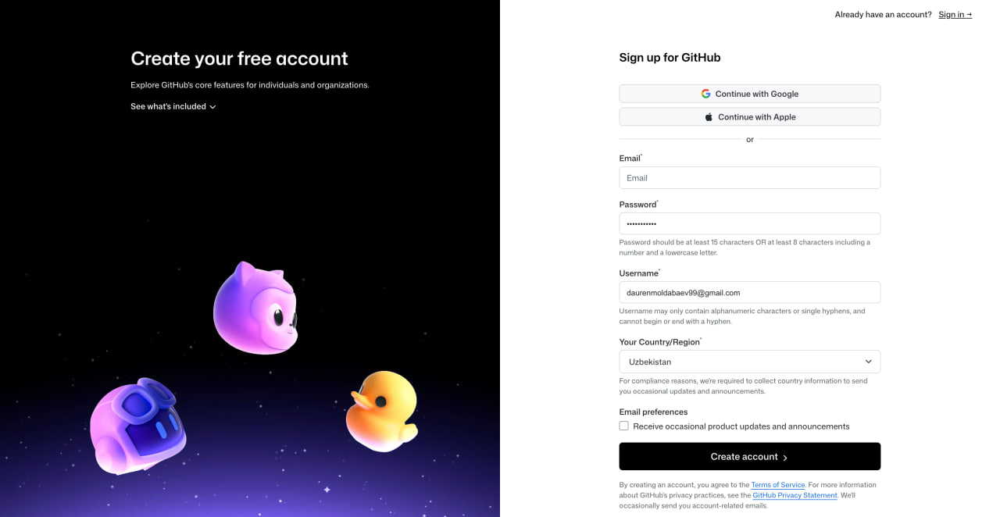 Already have an account? Sign in →
Create your free account
Explore GitHub's core features for individuals and organizations.
See what's included
Sign up for GitHub
Continue with Google
Continue with Apple
or
Email*
Email
Password*
•••••••••••
Password should be at least 15 characters OR at least 8 characters including a
number and a lowercase letter.
Username*
daurenmoldabaev99@gmail.com
Username may only contain alphanumeric characters or single hyphens, and
cannot begin or end with a hyphen.
Your Country/Region*
Uzbekistan
For compliance reasons, we're required to collect country information to send
you occasional updates and announcements.
Email preferences
Receive occasional product updates and announcements
Create account
By creating an account, you agree to the Terms of Service. For more information
about GitHub's privacy practices, see the GitHub Privacy Statement. We'll
occasionally send you account-related emails.